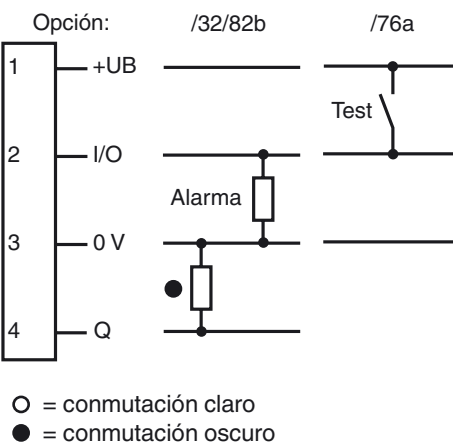 Opción: /32/82b /76a
1 +UB
Test
2 I/O
Alarma
3 0 V
4 Q
= conmutación claro
= conmutación oscuro